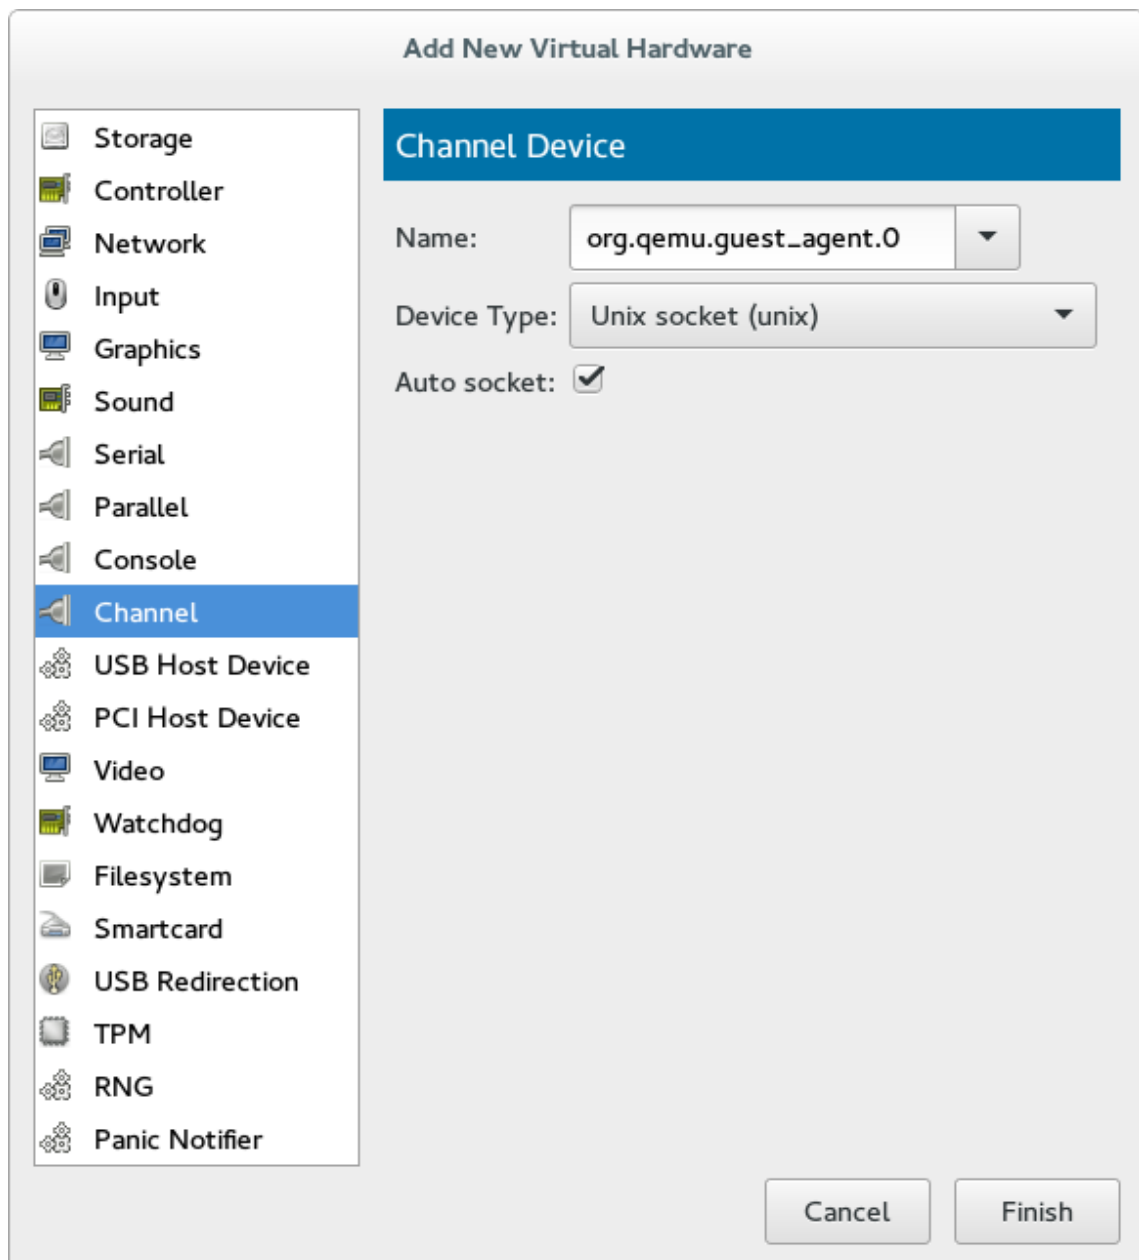 Add New Virtual Hardware
Storage
Controller
Network
Input
Graphics
Sound
Serial
Parallel
Console
Channel
USB Host Device
PCI Host Device
Video
Watchdog
Filesystem
Smartcard
USB Redirection
TPM
RNG
Panic Notifier
Channel Device
Name: org.qemu.guest_agent.0
Device Type: Unix socket (unix)
Auto socket:
Cancel Finish